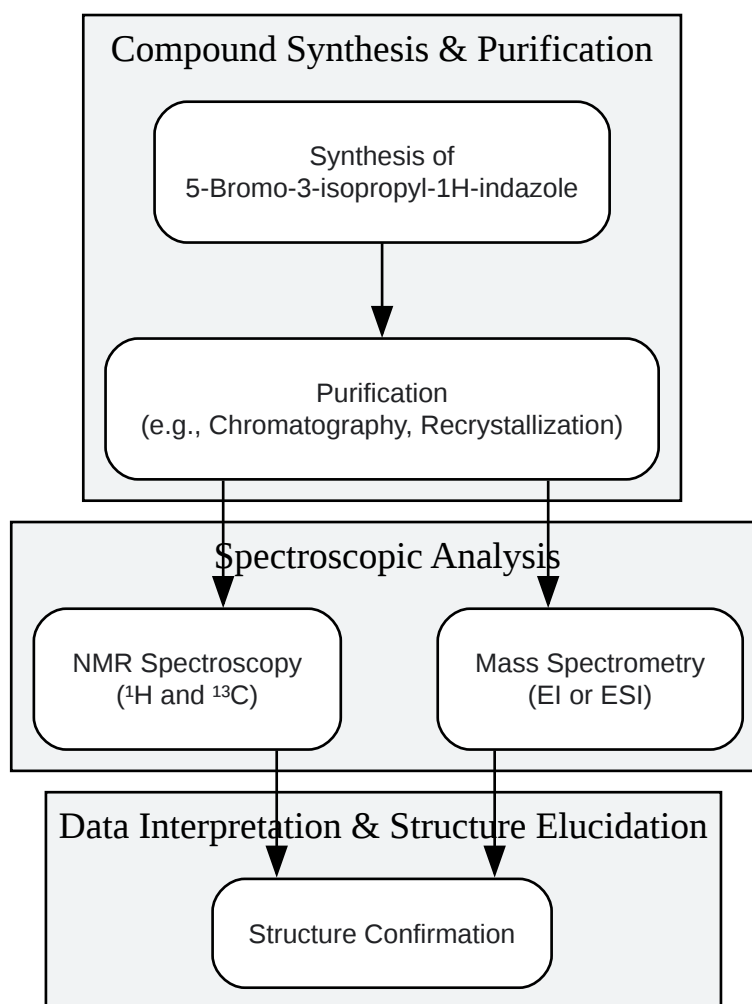 Compound Synthesis & Purification
Synthesis of
5-Bromo-3-isopropyl-1H-indazole
Purification
(e.g., Chromatography, Recrystallization)
Spectroscopic Analysis
NMR Spectroscopy
(¹H and ¹³C)
Mass Spectrometry
(EI or ESI)
Data Interpretation & Structure Elucidation
Structure Confirmation